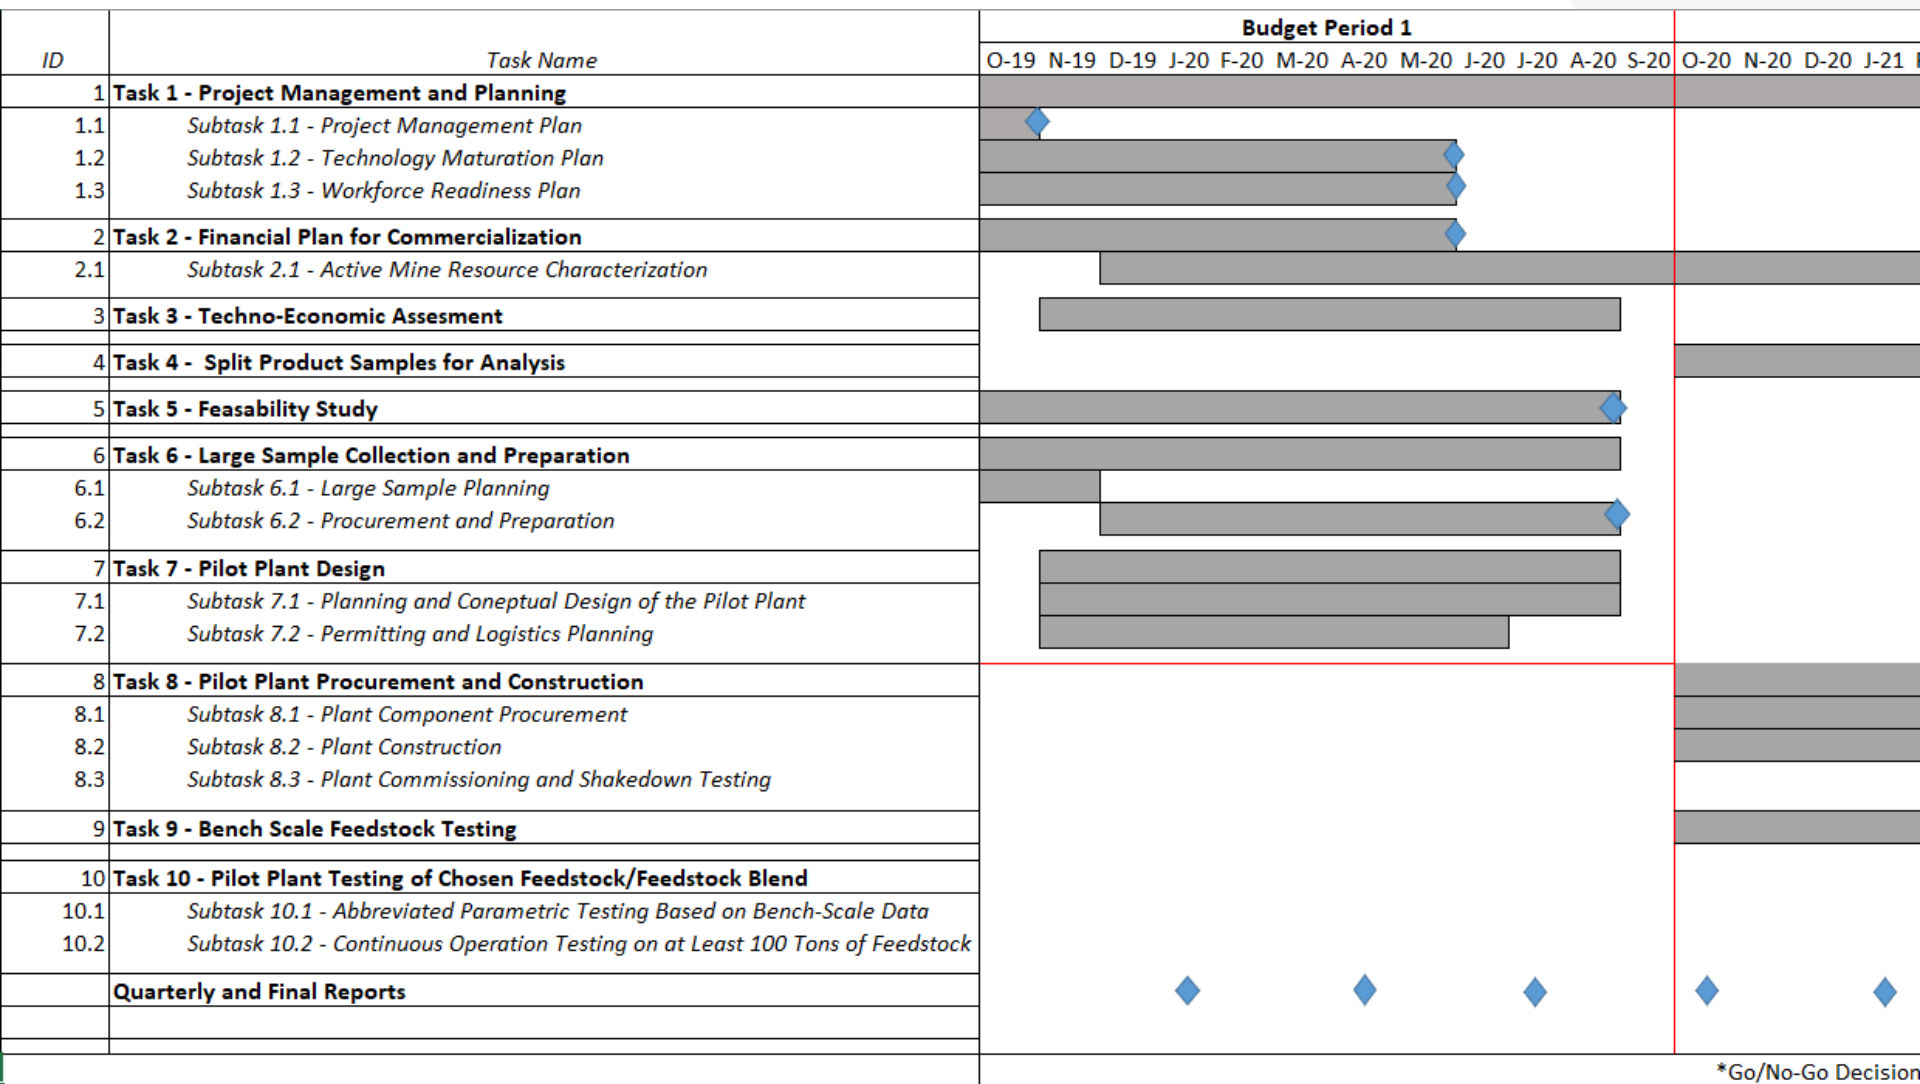 Budget Period 1
ID Task Name O-19 N-19 D-19 J-20 F-20 M-20 A-20 M-20 J-20 J-20 A-20 S-20 O-20 N-20 D-20 J-21
1 Task 1 - Project Management and Planning
1.1 Subtask 1.1 - Project Management Plan
1.2 Subtask 1.2 - Technology Maturation Plan
1.3 Subtask 1.3 - Workforce Readiness Plan
2 Task 2 - Financial Plan for Commercialization
2.1 Subtask 2.1 - Active Mine Resource Characterization
3 Task 3 - Techno-Economic Assesment
4 Task 4 - Split Product Samples for Analysis
5 Task 5 - Feasability Study
6 Task 6 - Large Sample Collection and Preparation
6.1 Subtask 6.1 - Large Sample Planning
6.2 Subtask 6.2 - Procurement and Preparation
7 Task 7 - Pilot Plant Design
7.1 Subtask 7.1 - Planning and Coneptual Design of the Pilot Plant
7.2 Subtask 7.2 - Permitting and Logistics Planning
8 Task 8 - Pilot Plant Procurement and Construction
8.1 Subtask 8.1 - Plant Component Procurement
8.2 Subtask 8.2 - Plant Construction
8.3 Subtask 8.3 - Plant Commissioning and Shakedown Testing
9 Task 9 - Bench Scale Feedstock Testing
10 Task 10 - Pilot Plant Testing of Chosen Feedstock/Feedstock Blend
10.1 Subtask 10.1 - Abbreviated Parametric Testing Based on Bench-Scale Data
10.2 Subtask 10.2 - Continuous Operation Testing on at Least 100 Tons of Feedstock
Quarterly and Final Reports
*Go/No-Go Decision